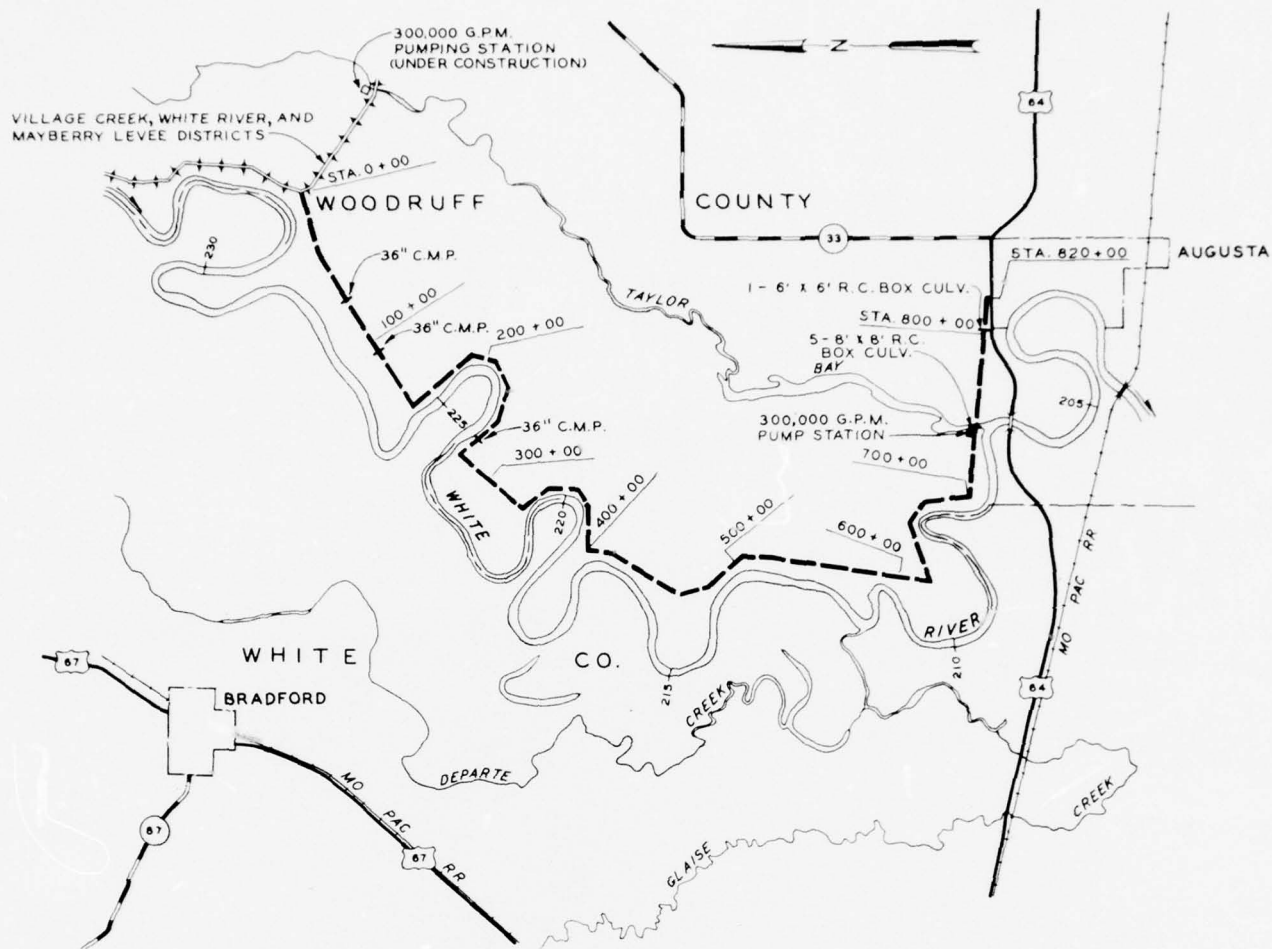 300,000 G.P.M.
PUMPING STATION
(UNDER CONSTRUCTION)
VILLAGE CREEK, WHITE RIVER, AND
MAYBERRY LEVEE DISTRICTS
STA. 0+00
WOODRUFF COUNTY
Z
64
33
STA. 820+00
AUGUSTA
230
36" C.M.P.
100+00
36" C.M.P.
200+00
TAYLOR
BAY
1- 6' X 6' R.C. BOX CULV.
STA. 800+00
5-8' X 8' R.C.
BOX CULV.
205
225
36" C.M.P.
300+00
300,000 G.P.M.
PUMP STATION
700+00
WHITE
220
400+00
500+00
600+00
RIVER
210
MO PAC RR
WHITE CO.
215
64
67
BRADFORD
CREEK
DEPARTE
MO PAC RR
67
67
GLAISE
CREEK